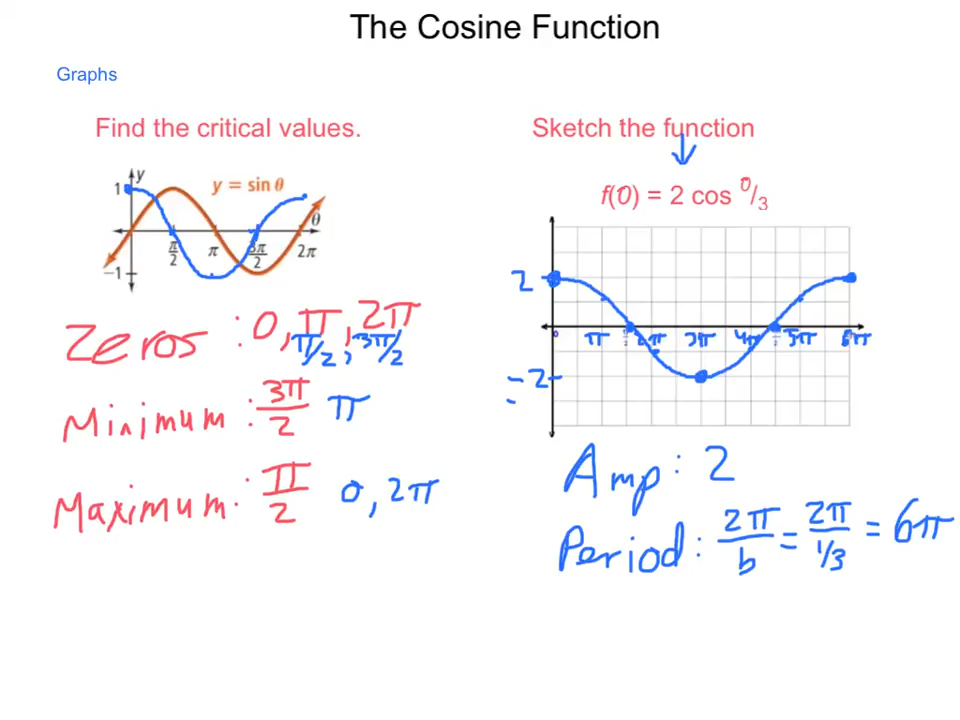 The Cosine Function
Graphs
Find the critical values.
y
1
y = sin θ
θ
π/2
π
3π/2
2π
−1
Zeros : 0, π, 2π
π/2, 3π/2
Minimum : 3π/2 π
Maximum : π/2 0, 2π
Sketch the function
f(θ) = 2 cos θ/3
2
0 π 2π 3π 4π 5π 6π
-2
Amp : 2
Period : 2π/b = 2π/1/3 = 6π